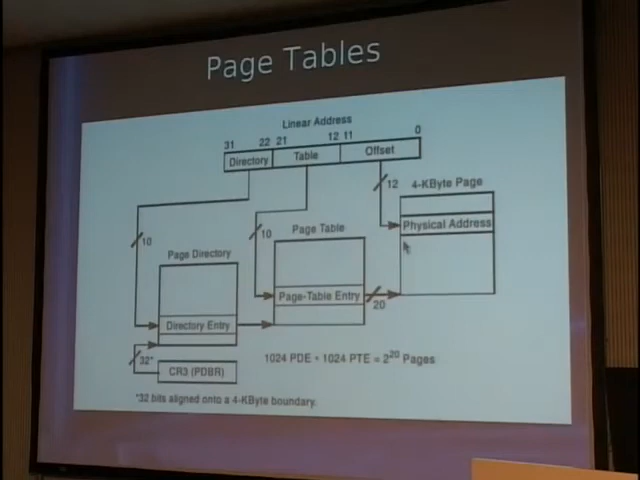 Page Tables
Linear Address
31 22 21 12 11 0
Directory Table Offset
12
4-KByte Page
10
10
Page Table
Physical Address
Page Directory
Page-Table Entry
20
Directory Entry
32*
1024 PDE * 1024 PTE = 2²⁰ Pages
CR3 (PDBR)
*32 bits aligned onto a 4-KByte boundary.